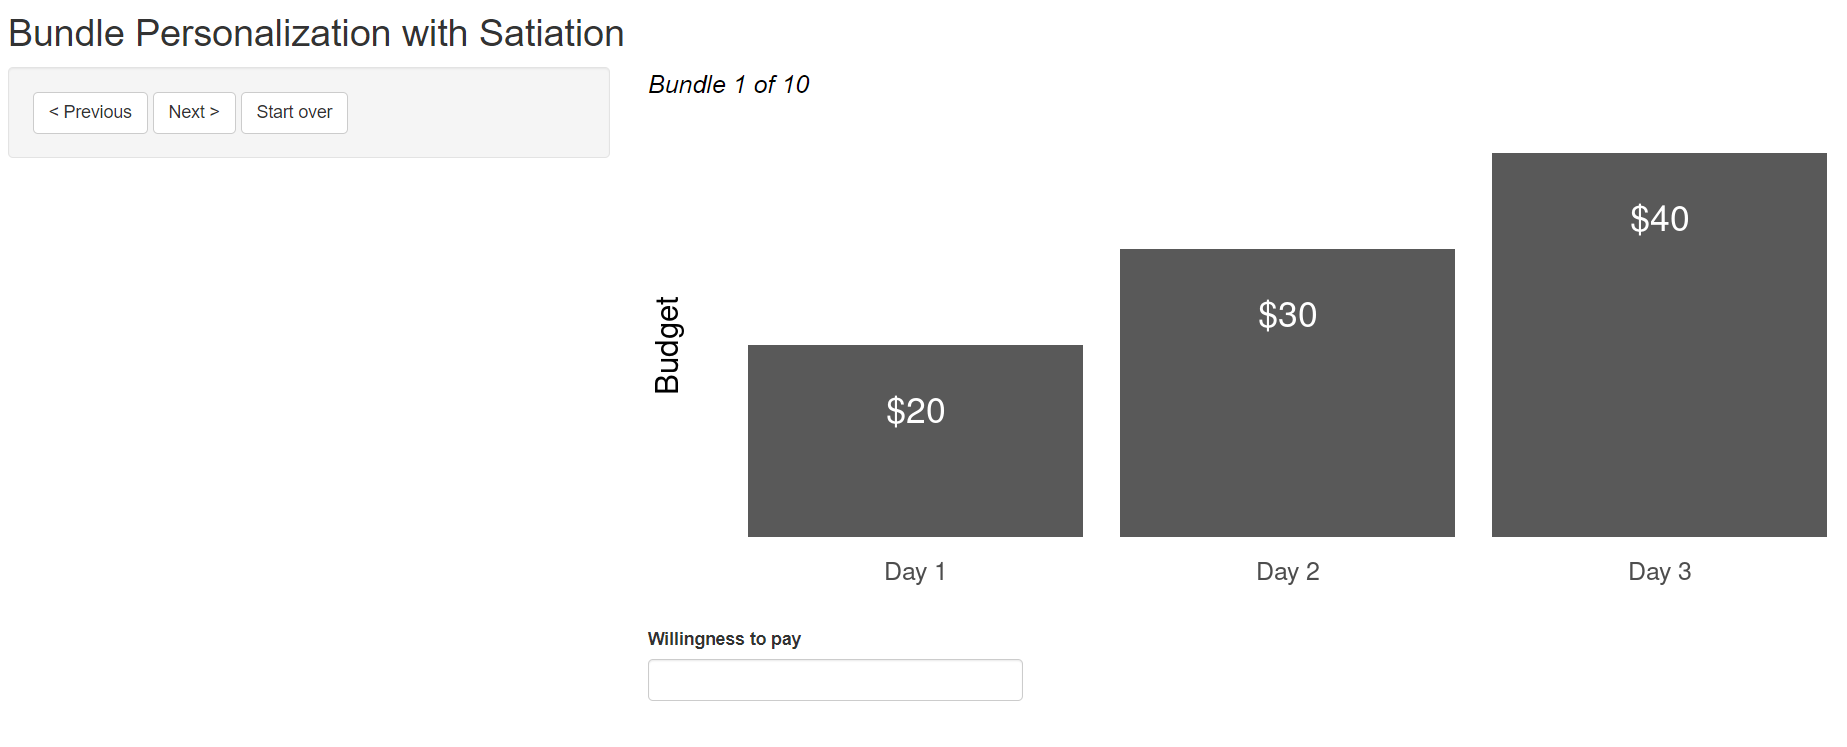 Bundle Personalization with Satiation
< Previous
Next >
Start over
Bundle 1 of 10
Budget
$20
$30
$40
Day 1
Day 2
Day 3
Willingness to pay